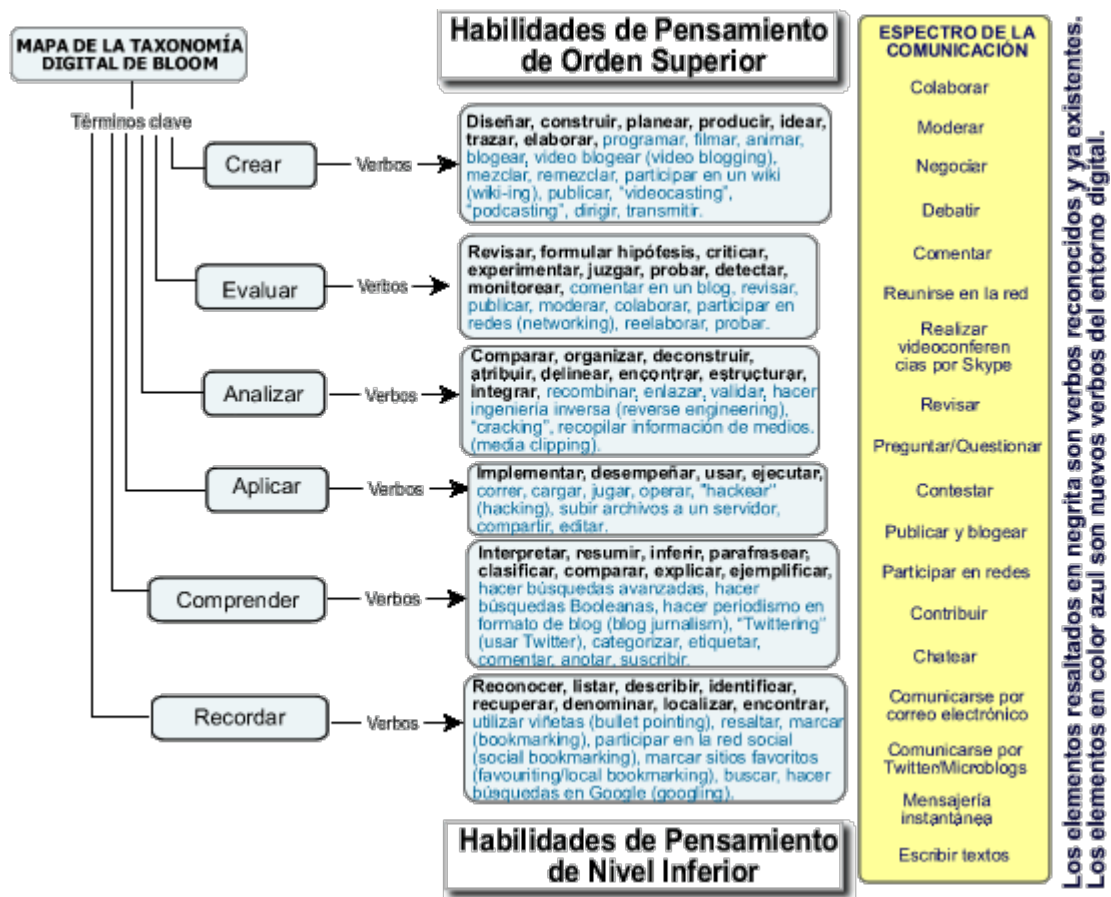 MAPA DE LA TAXONOMÍA
DIGITAL DE BLOOM
Términos clave
Habilidades de Pensamiento
de Orden Superior
Crear
Verbos
Diseñar, construir, planear, producir, idear,
trazar, elaborar, programar, filmar, animar,
blogear, video blogear (video blogging),
mezclar, remezclar, participar en un wiki
(wiki-ing), publicar, "videocasting",
"podcasting", dirigir, transmitir.
Evaluar
Verbos
Revisar, formular hipótesis, criticar,
experimentar, juzgar, probar, detectar,
monitorear, comentar en un blog, revisar,
publicar, moderar, colaborar, participar en
redes (networking), reelaborar, probar.
Analizar
Verbos
Comparar, organizar, deconstruir,
atribuir, delinear, encontrar, estructurar,
integrar, recombinar, enlazar, validar, hacer
ingeniería inversa (reverse engineering),
"cracking", recopilar información de medios.
(media clipping).
Aplicar
Verbos
Implementar, desempeñar, usar, ejecutar,
correr, cargar, jugar, operar, "hackear"
(hacking), subir archivos a un servidor,
compartir, editar.
Comprender
Verbos
Interpretar, resumir, inferir, parafrasear,
clasificar, comparar, explicar, ejemplificar,
hacer búsquedas avanzadas, hacer
búsquedas Booleanas, hacer periodismo en
formato de blog (blog jurnalism), "Twittering"
(usar Twitter), categorizar, etiquetar,
comentar, anotar, suscribir.
Recordar
Verbos
Reconocer, listar, describir, identificar,
recuperar, denominar, localizar, encontrar,
utilizar viñetas (bullet pointing), resaltar, marcar
(bookmarking), participar en la red social
(social bookmarking), marcar sitios favoritos
(favouriting/local bookmarking), buscar, hacer
búsquedas en Google (googling).
Habilidades de Pensamiento
de Nivel Inferior
ESPECTRO DE LA
COMUNICACIÓN
Colaborar
Moderar
Negociar
Debatir
Comentar
Reunirse en la red
Realizar
videoconferen
cias por Skype
Revisar
Preguntar/Questionar
Contestar
Publicar y blogear
Participar en redes
Contribuir
Chatear
Comunicarse por
correo electrónico
Comunicarse por
Twitter/Microblogs
Mensajería
instantánea
Escribir textos
Los elementos resaltados en negrita son verbos reconocidos y ya existentes.
Los elementos en color azul son nuevos verbos del entorno digital.